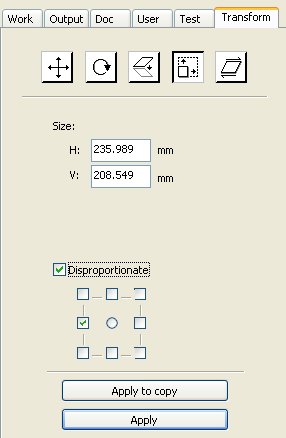 Work Output Doc User Test Transform
Size:
H: 235.989 mm
V: 208.549 mm
Disproportionate
Apply to copy
Apply